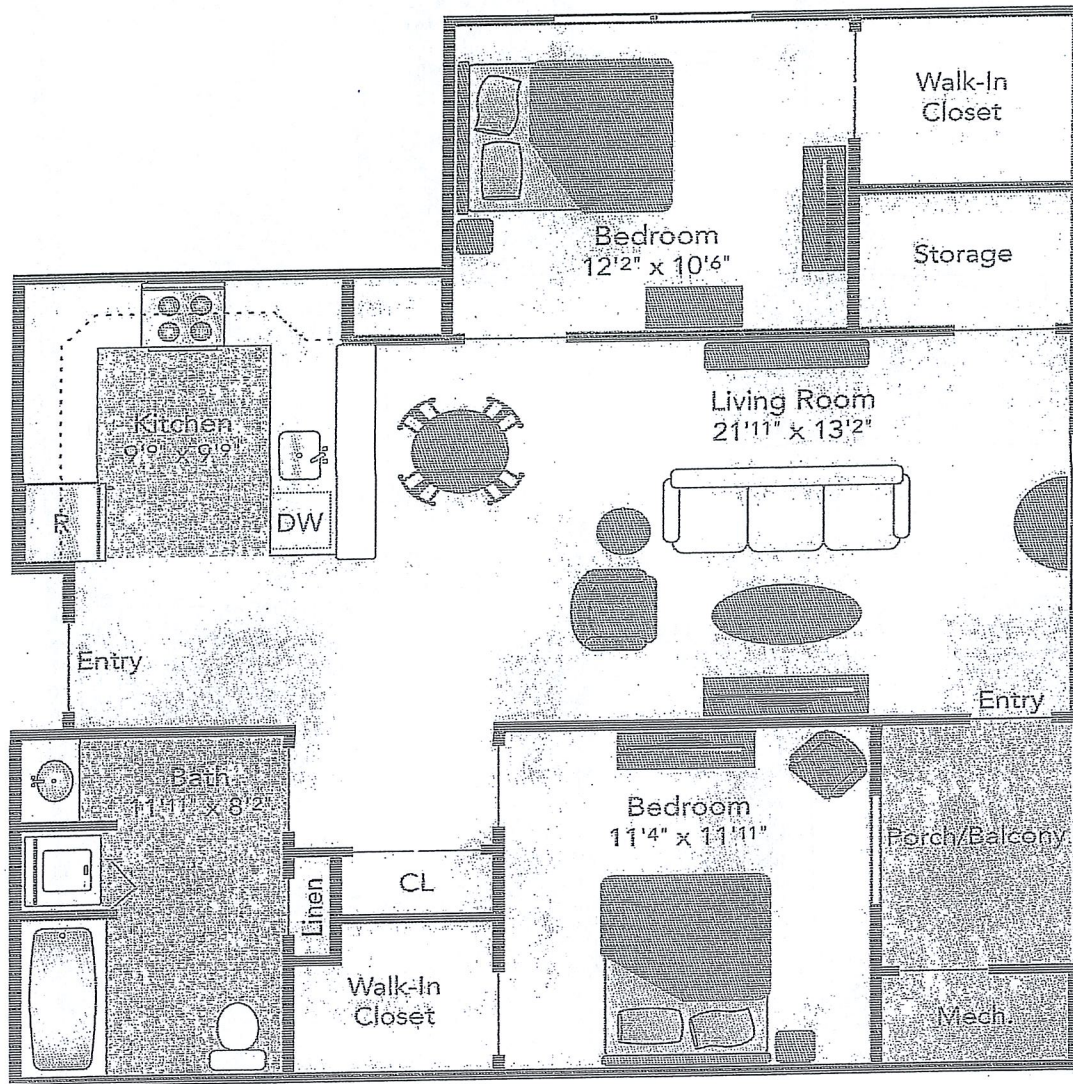 Walk-In
Closet
Bedroom
12'2" x 10'6"
Storage
Living Room
21'11" x 13'2"
Kitchen
9'9" x 9'9"
R
DW
Entry
Entry
Bath
11'11" x 8'2"
Bedroom
11'4" x 11'11"
Porch/Balcony
CL
Linen
Walk-In
Closet
Mech.